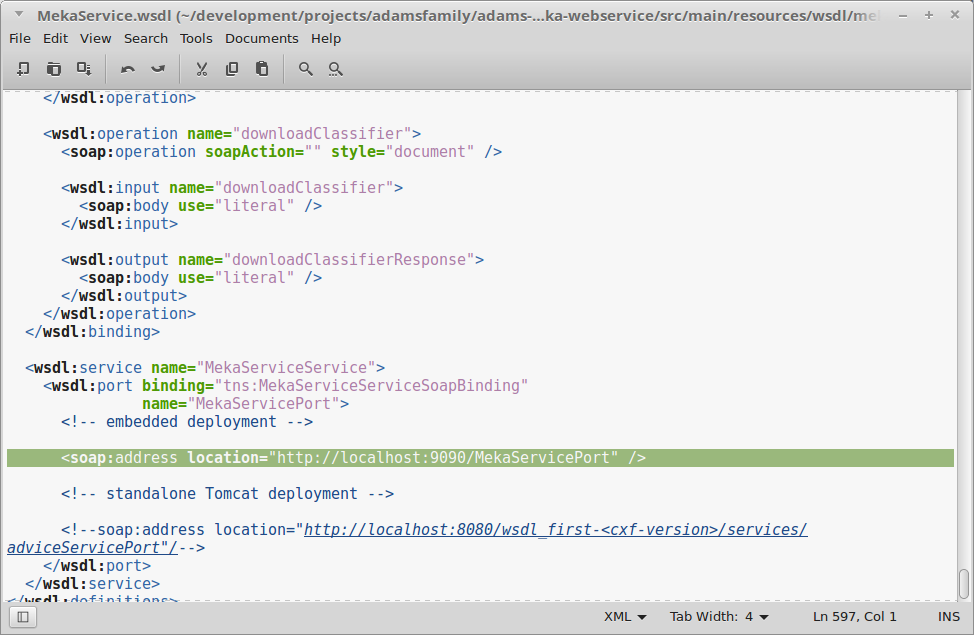 MekaService.wsdl (~/development/projects/adamsfamily/adams-...ka-webservice/src/main/resources/wsdl/me
File Edit View Search Tools Documents Help
</wsdl:operation>
<wsdl:operation name="downloadClassifier">
<soap:operation soapAction="" style="document" />
<wsdl:input name="downloadClassifier">
<soap:body use="literal" />
</wsdl:input>
<wsdl:output name="downloadClassifierResponse">
<soap:body use="literal" />
</wsdl:output>
</wsdl:operation>
</wsdl:binding>
<wsdl:service name="MekaServiceService">
<wsdl:port binding="tns:MekaServiceServiceSoapBinding"
name="MekaServicePort">
<!-- embedded deployment -->
<soap:address location="http://localhost:9090/MekaServicePort" />
<!-- standalone Tomcat deployment -->
<!--soap:address location="http://localhost:8080/wsdl_first-<cxf-version>/services/
adviceServicePort"/-->
</wsdl:port>
</wsdl:service>
</wsdl:definitions>
XML Tab Width: 4 Ln 597, Col 1 INS